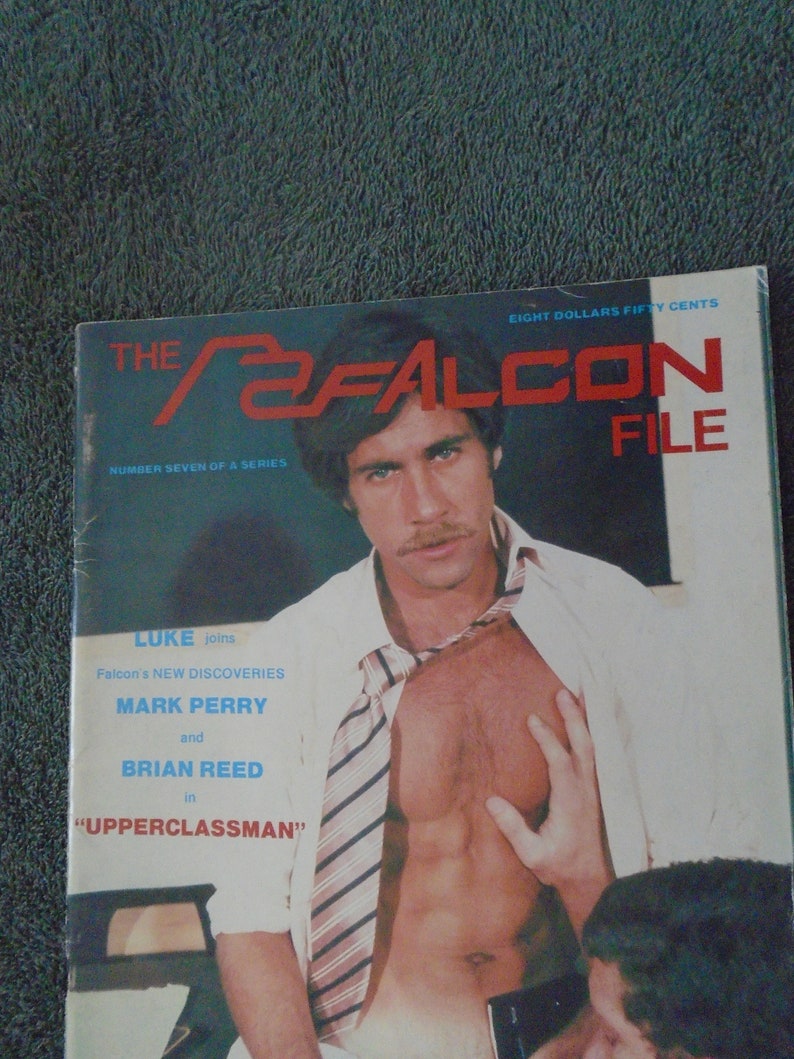 EIGHT DOLLARS FIFTY CENTS
THE FALCON
FILE
NUMBER SEVEN OF A SERIES
LUKE joins
Falcon's NEW DISCOVERIES
MARK PERRY
and
BRIAN REED
in
"UPPERCLASSMAN"